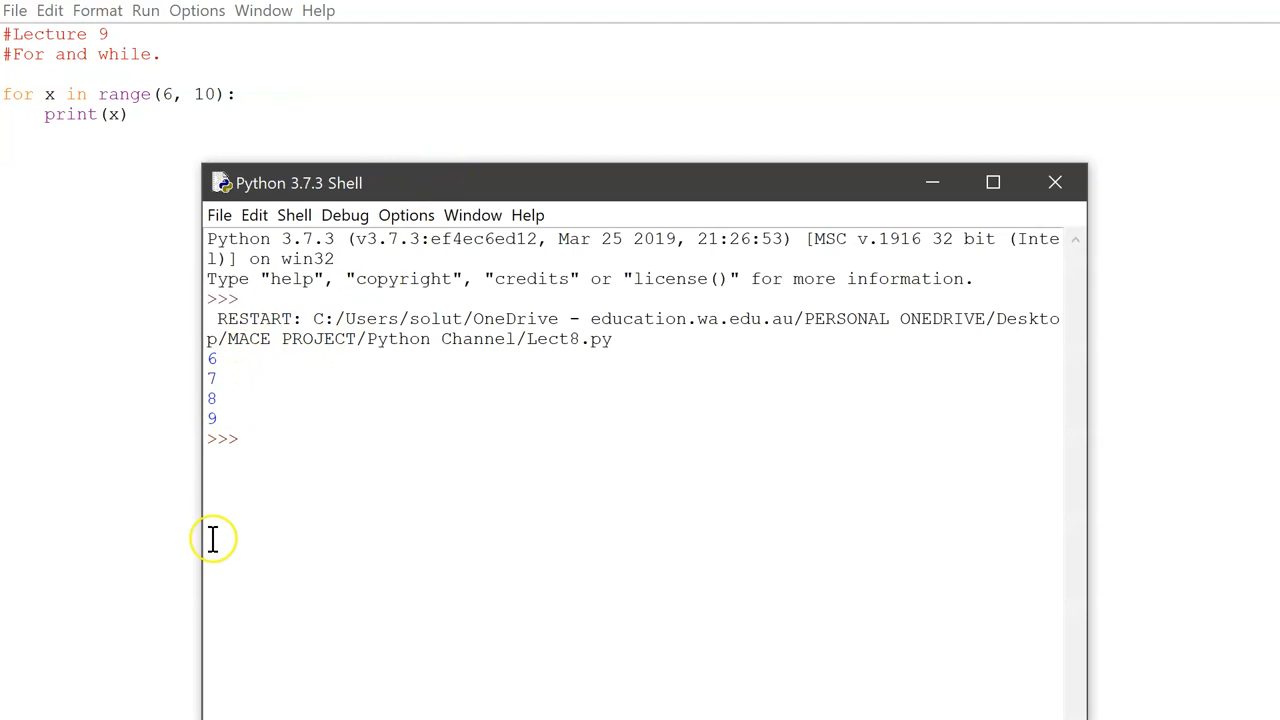 File Edit Format Run Options Window Help
#Lecture 9
#For and while.
for x in range(6, 10):
    print(x)
Python 3.7.3 Shell
File Edit Shell Debug Options Window Help
Python 3.7.3 (v3.7.3:ef4ec6ed12, Mar 25 2019, 21:26:53) [MSC v.1916 32 bit (Inte
l)] on win32
Type "help", "copyright", "credits" or "license()" for more information.
>>>
 RESTART: C:/Users/solut/OneDrive - education.wa.edu.au/PERSONAL ONEDRIVE/Deskto
p/MACE PROJECT/Python Channel/Lect8.py
6
7
8
9
>>>